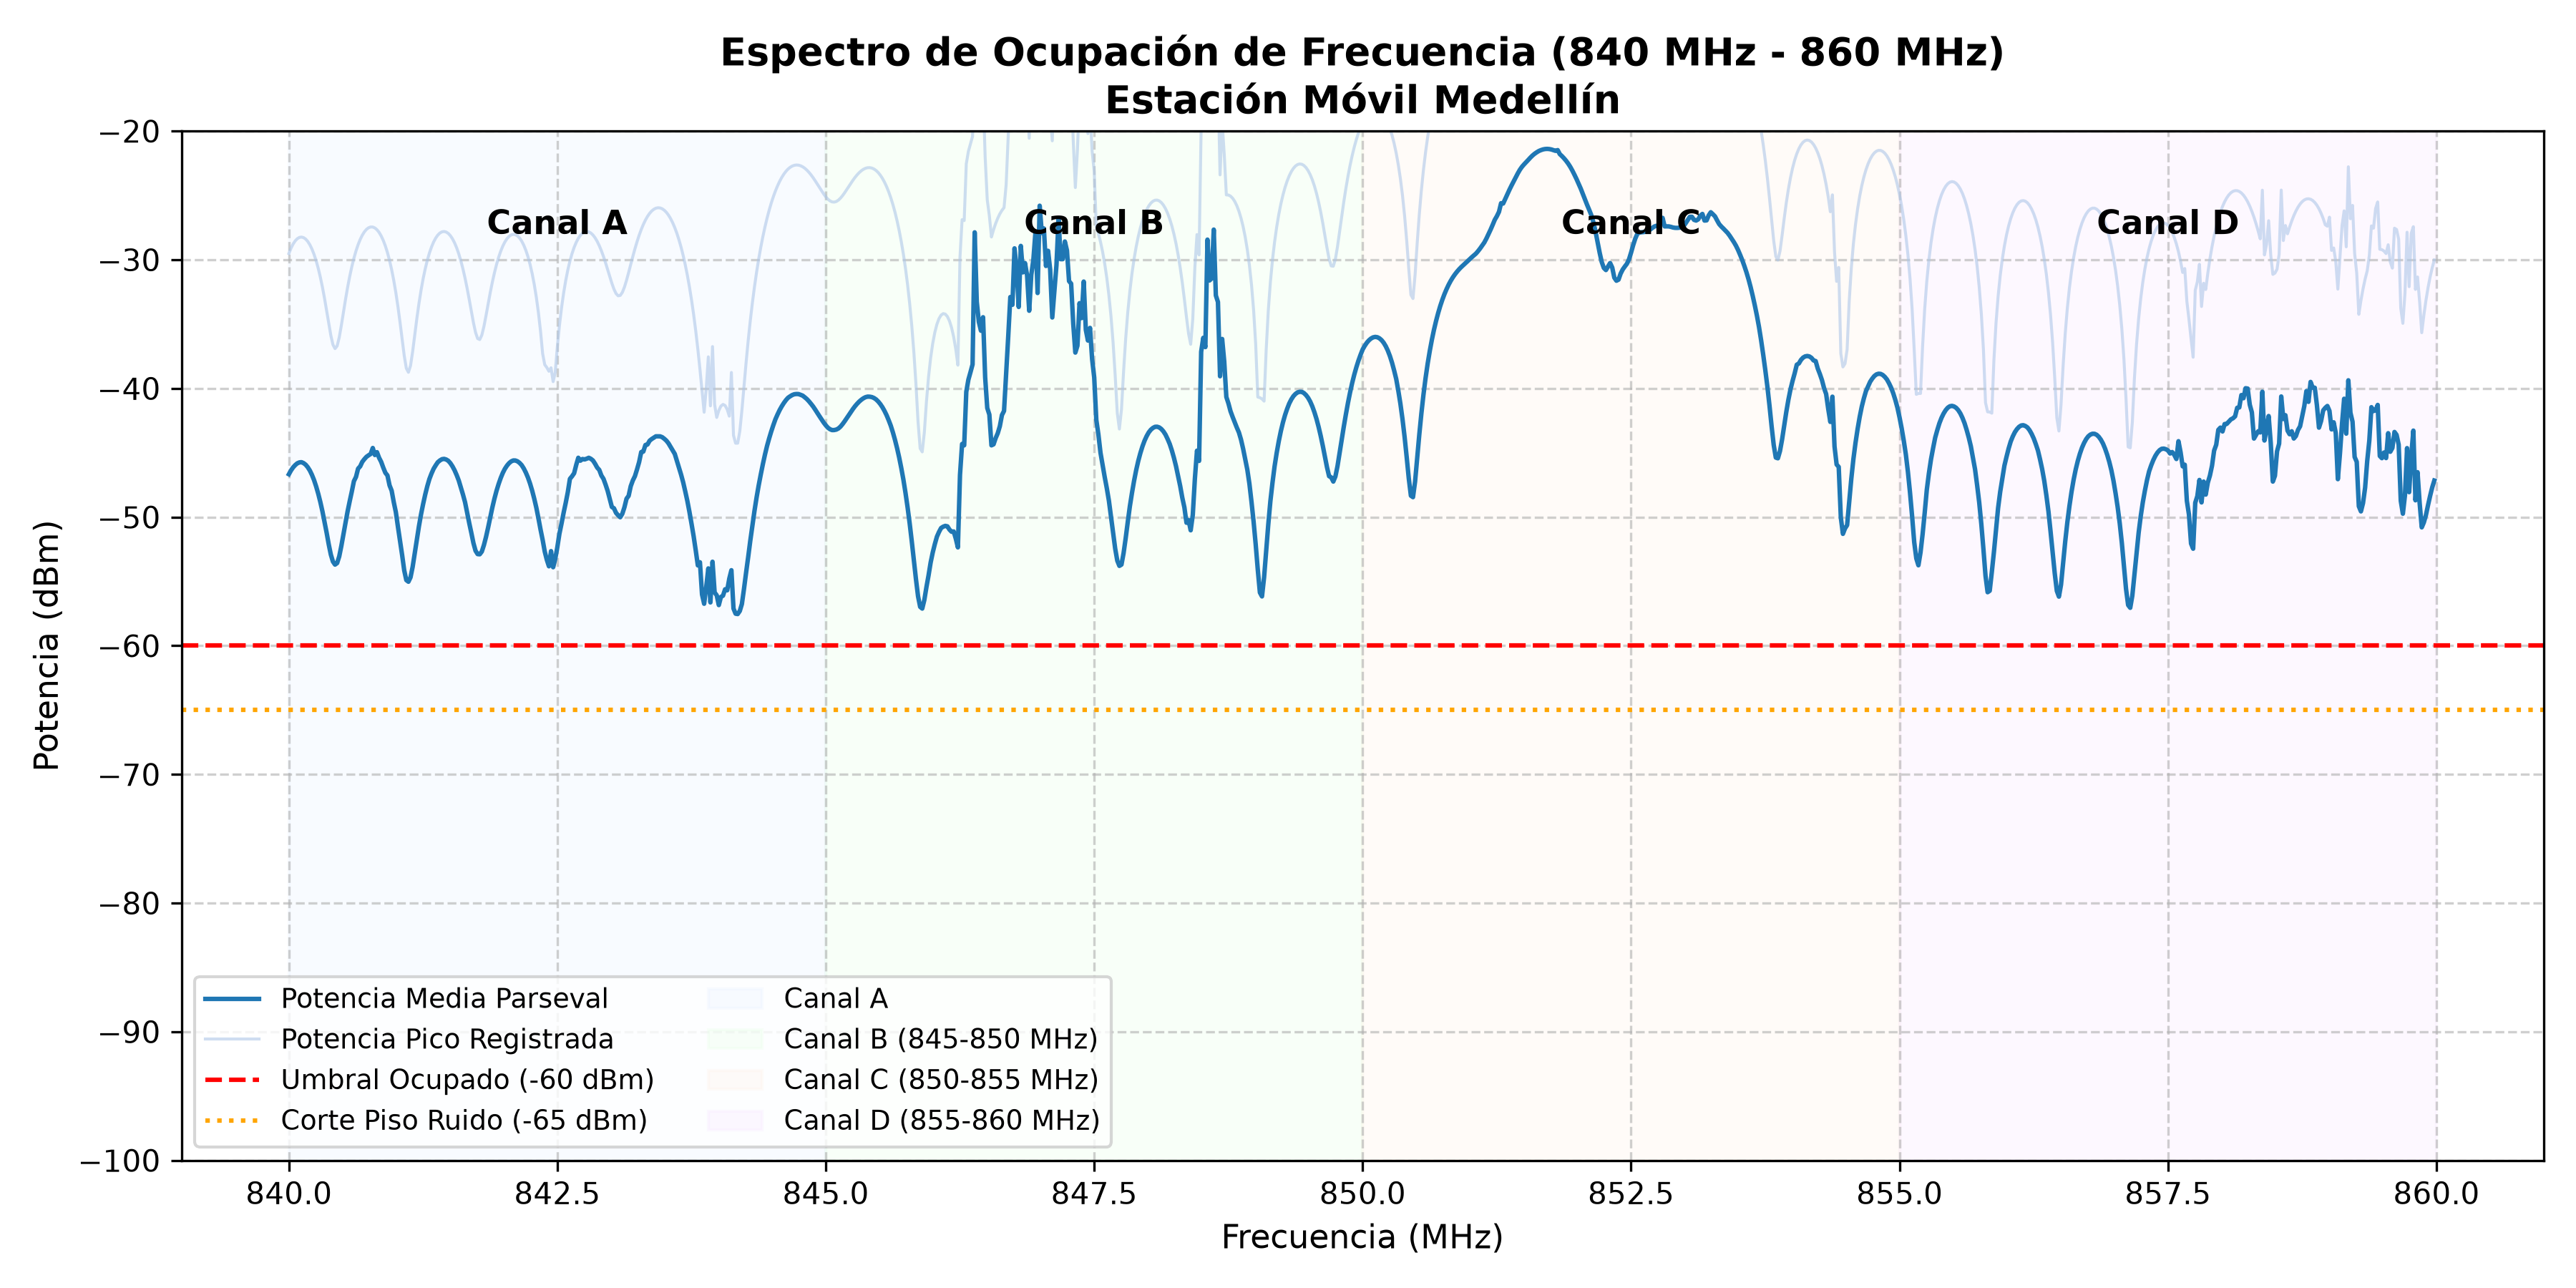 Espectro de Ocupación de Frecuencia (840 MHz - 860 MHz)
Estación Móvil Medellín
Potencia (dBm)
−20
−30
−40
−50
−60
−70
−80
−90
−100
Canal A
Canal B
Canal C
Canal D
Potencia Media Parseval
Potencia Pico Registrada
Umbral Ocupado (-60 dBm)
Corte Piso Ruido (-65 dBm)
Canal A
Canal B (845-850 MHz)
Canal C (850-855 MHz)
Canal D (855-860 MHz)
840.0
842.5
845.0
847.5
850.0
852.5
855.0
857.5
860.0
Frecuencia (MHz)